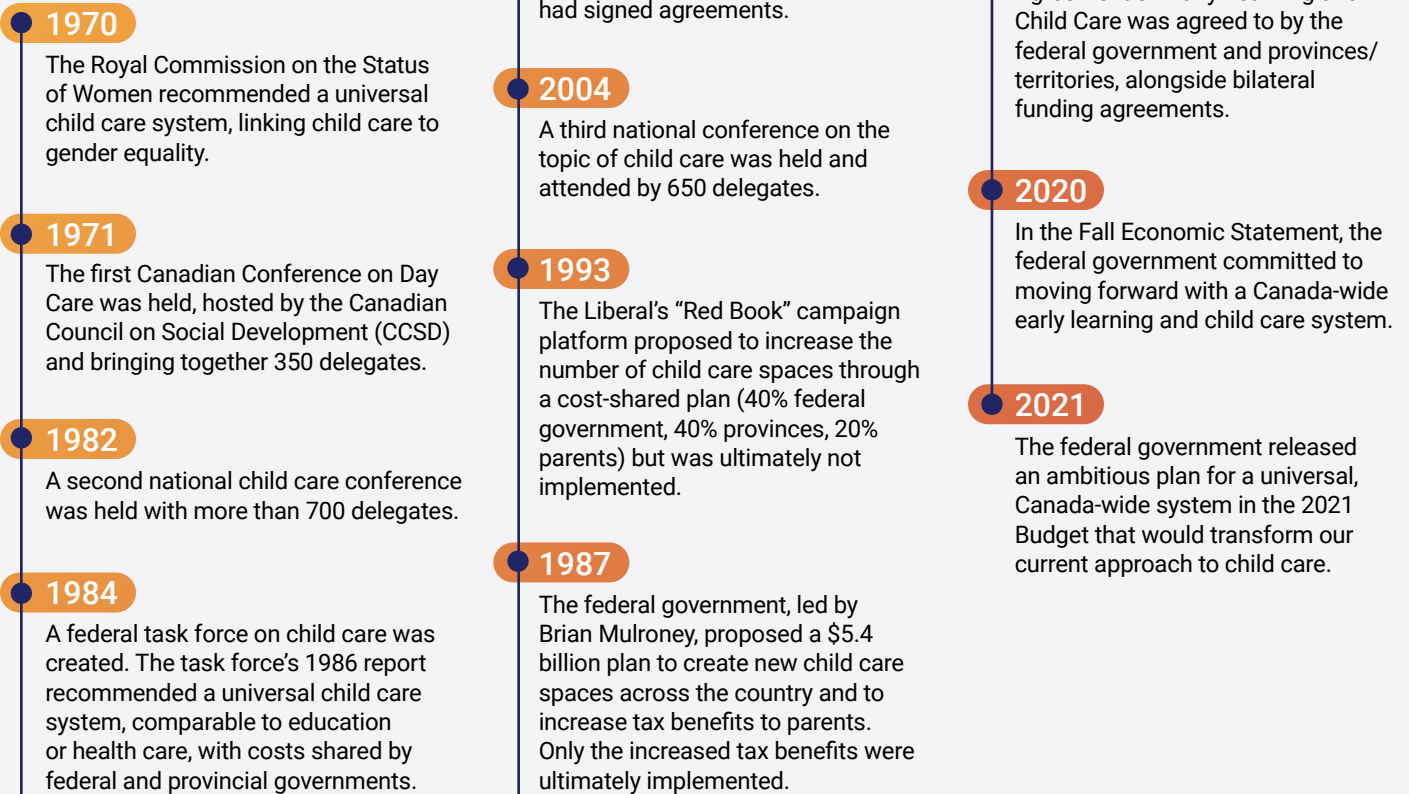 1970
The Royal Commission on the Status
of Women recommended a universal
child care system, linking child care to
gender equality.
1971
The first Canadian Conference on Day
Care was held, hosted by the Canadian
Council on Social Development (CCSD)
and bringing together 350 delegates.
1982
A second national child care conference
was held with more than 700 delegates.
1984
A federal task force on child care was
created. The task force’s 1986 report
recommended a universal child care
system, comparable to education
or health care, with costs shared by
federal and provincial governments.
had signed agreements.
2004
A third national conference on the
topic of child care was held and
attended by 650 delegates.
1993
The Liberal’s “Red Book” campaign
platform proposed to increase the
number of child care spaces through
a cost-shared plan (40% federal
government, 40% provinces, 20%
parents) but was ultimately not
implemented.
1987
The federal government, led by
Brian Mulroney, proposed a $5.4
billion plan to create new child care
spaces across the country and to
increase tax benefits to parents.
Only the increased tax benefits were
ultimately implemented.
Child Care was agreed to by the
federal government and provinces/
territories, alongside bilateral
funding agreements.
2020
In the Fall Economic Statement, the
federal government committed to
moving forward with a Canada-wide
early learning and child care system.
2021
The federal government released
an ambitious plan for a universal,
Canada-wide system in the 2021
Budget that would transform our
current approach to child care.